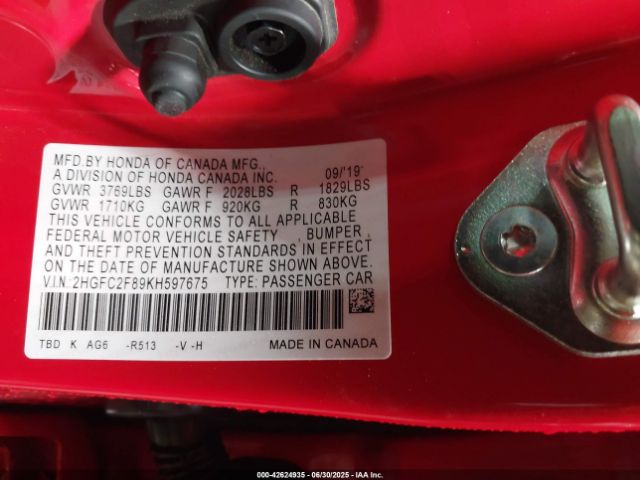 MFD.BY HONDA OF CANADA MFG.,
A DIVISION OF HONDA CANADA INC. 09/'19
GVWR 3769LBS GAWR F 2028LBS R 1829LBS
GVWR 1710KG GAWR F 920KG R 830KG
THIS VEHICLE CONFORMS TO ALL APPLICABLE
FEDERAL MOTOR VEHICLE SAFETY , BUMPER ,
AND THEFT PREVENTION STANDARDS IN EFFECT
ON THE DATE OF MANUFACTURE SHOWN ABOVE.
V.I.N.:2HGFC2F89KH597675 TYPE: PASSENGER CAR
TBD K AG6 -R513 -V -H MADE IN CANADA
000-42624935 - 06/30/2025 - IAA Inc.